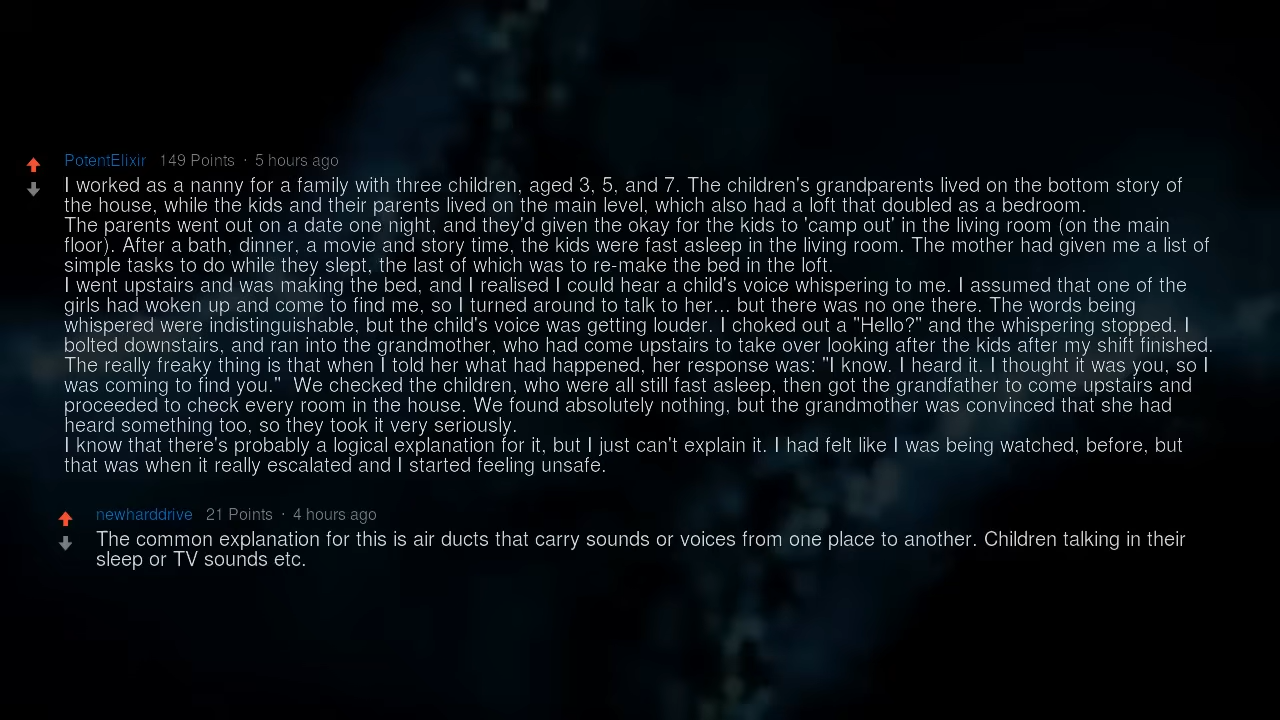 PotentElixir 149 Points · 5 hours ago
I worked as a nanny for a family with three children, aged 3, 5, and 7. The children's grandparents lived on the bottom story of
the house, while the kids and their parents lived on the main level, which also had a loft that doubled as a bedroom.
The parents went out on a date one night, and they'd given the okay for the kids to 'camp out' in the living room (on the main
floor). After a bath, dinner, a movie and story time, the kids were fast asleep in the living room. The mother had given me a list of
simple tasks to do while they slept, the last of which was to re-make the bed in the loft.
I went upstairs and was making the bed, and I realised I could hear a child's voice whispering to me. I assumed that one of the
girls had woken up and come to find me, so I turned around to talk to her... but there was no one there. The words being
whispered were indistinguishable, but the child's voice was getting louder. I choked out a "Hello?" and the whispering stopped. I
bolted downstairs, and ran into the grandmother, who had come upstairs to take over looking after the kids after my shift finished.
The really freaky thing is that when I told her what had happened, her response was: "I know. I heard it. I thought it was you, so I
was coming to find you."  We checked the children, who were all still fast asleep, then got the grandfather to come upstairs and
proceeded to check every room in the house. We found absolutely nothing, but the grandmother was convinced that she had
heard something too, so they took it very seriously.
I know that there's probably a logical explanation for it, but I just can't explain it. I had felt like I was being watched, before, but
that was when it really escalated and I started feeling unsafe.
newharddrive 21 Points · 4 hours ago
The common explanation for this is air ducts that carry sounds or voices from one place to another. Children talking in their
sleep or TV sounds etc.